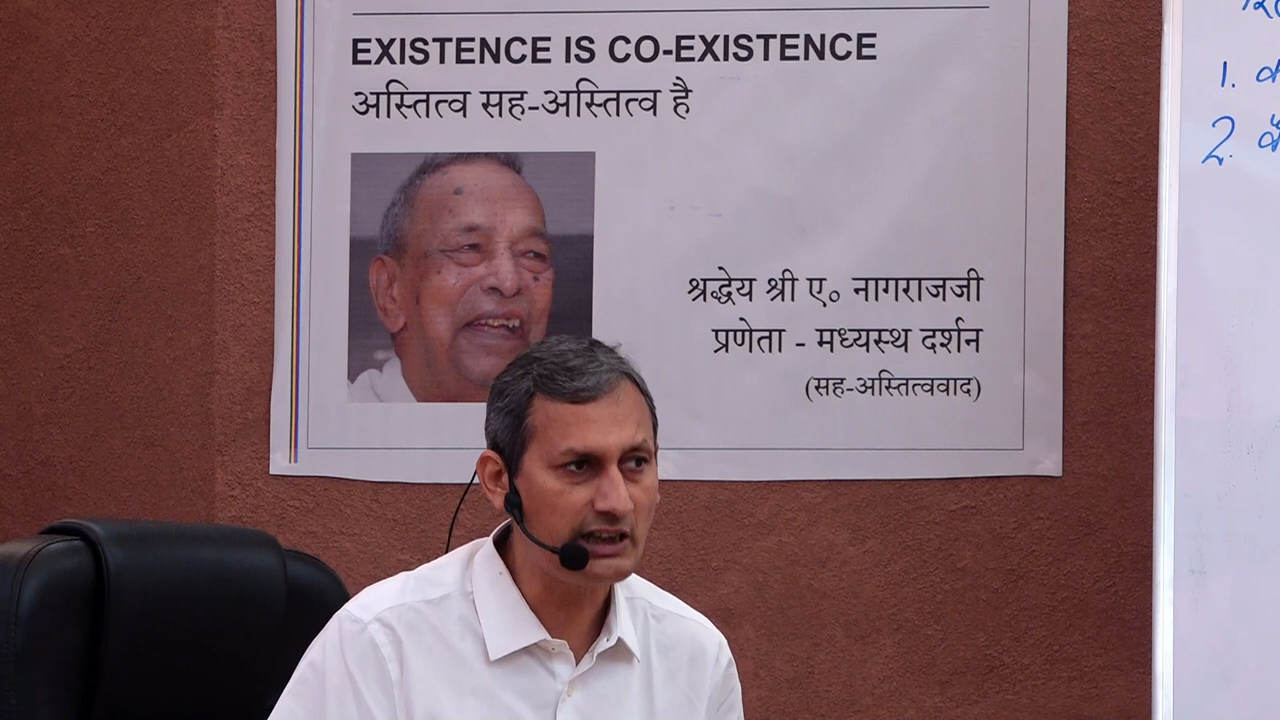 EXISTENCE IS CO-EXISTENCE
अस्तित्व सह-अस्तित्व है
श्रद्धेय श्री ए॰ नागराजजी
प्रणेता - मध्यस्थ दर्शन
(सह-अस्तित्ववाद)
1.
2.